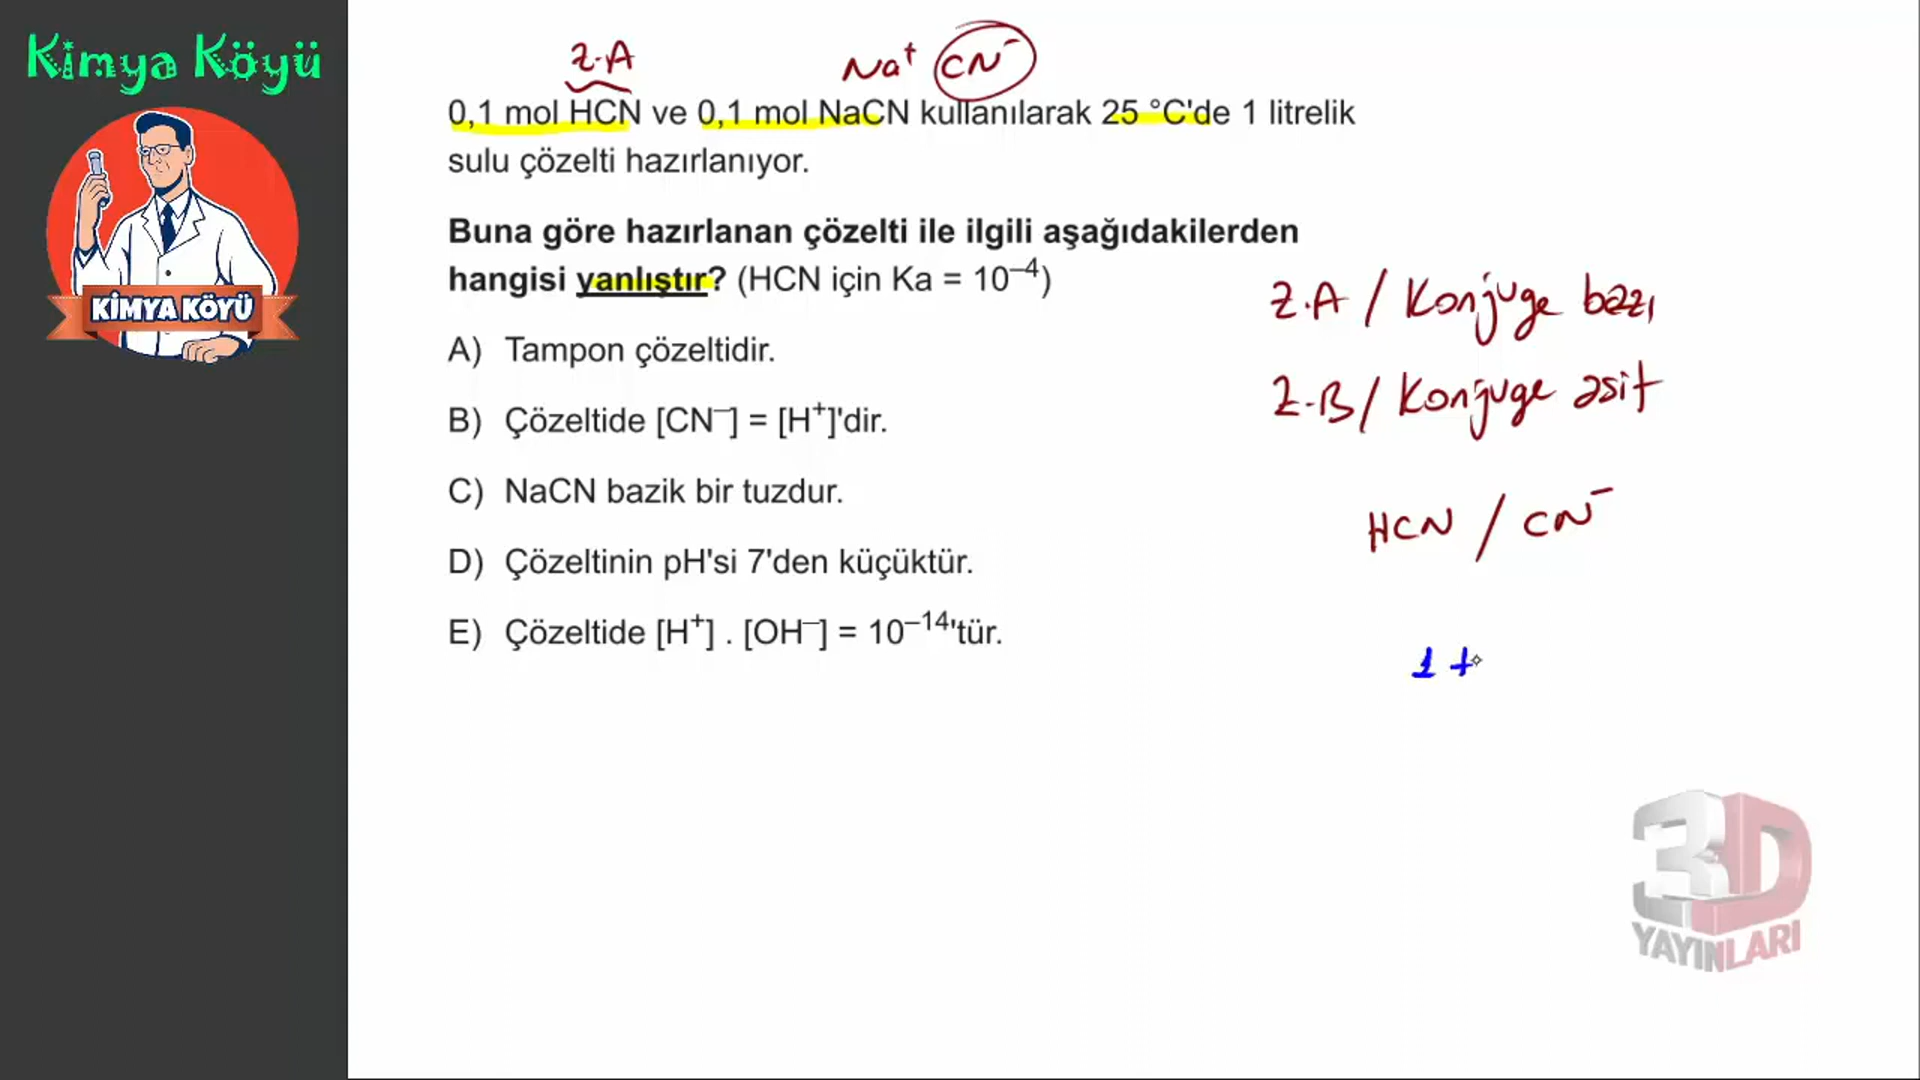 Kimya Köyü
KİMYA KÖYÜ
Z.A
Na⁺ CN⁻
0,1 mol HCN ve 0,1 mol NaCN kullanılarak 25 °C'de 1 litrelik
sulu çözelti hazırlanıyor.
Buna göre hazırlanan çözelti ile ilgili aşağıdakilerden
hangisi yanlıştır? (HCN için Ka = 10⁻⁴)
A) Tampon çözeltidir.
B) Çözeltide [CN⁻] = [H⁺]'dir.
C) NaCN bazik bir tuzdur.
D) Çözeltinin pH'si 7'den küçüktür.
E) Çözeltide [H⁺] . [OH⁻] = 10⁻¹⁴'tür.
Z.A / Konjuge bazı
Z.B / Konjuge asit
HCN / CN⁻
1 +
3D
YAYINLARI